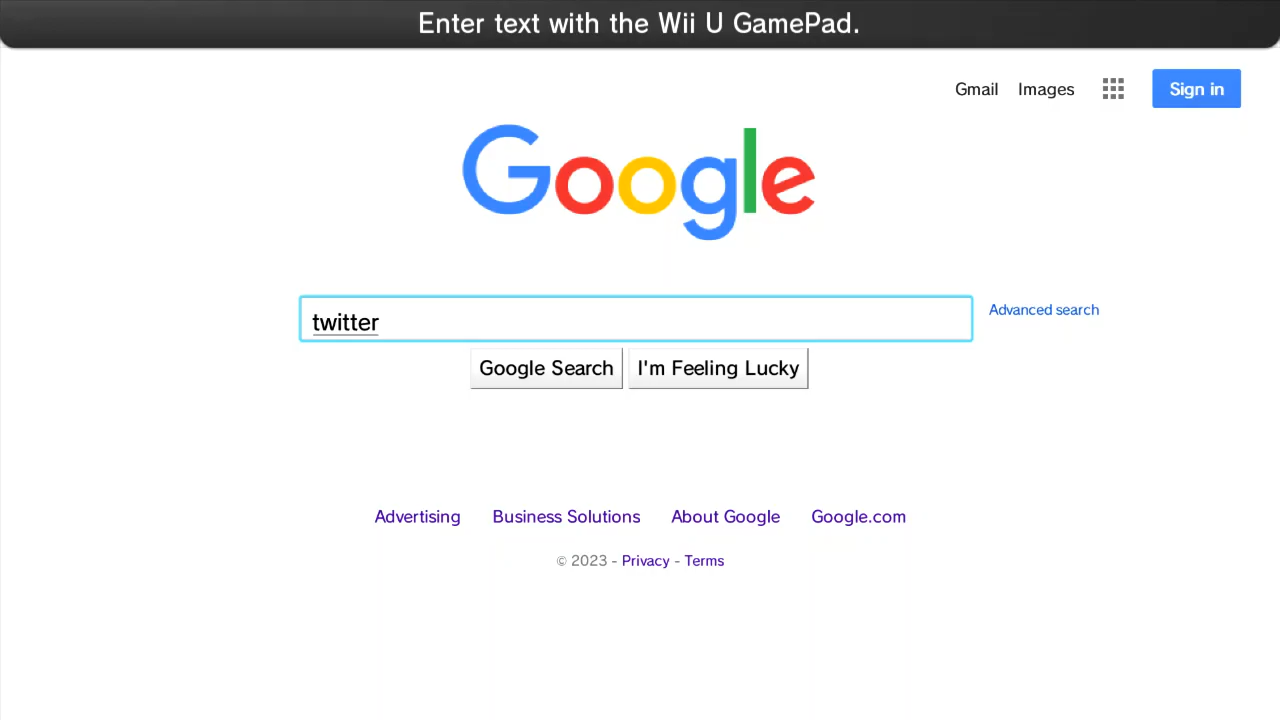 Enter text with the Wii U GamePad.
Gmail Images Sign in
Google
twitter
Advanced search
Google Search I'm Feeling Lucky
Advertising Business Solutions About Google Google.com
© 2023 - Privacy - Terms